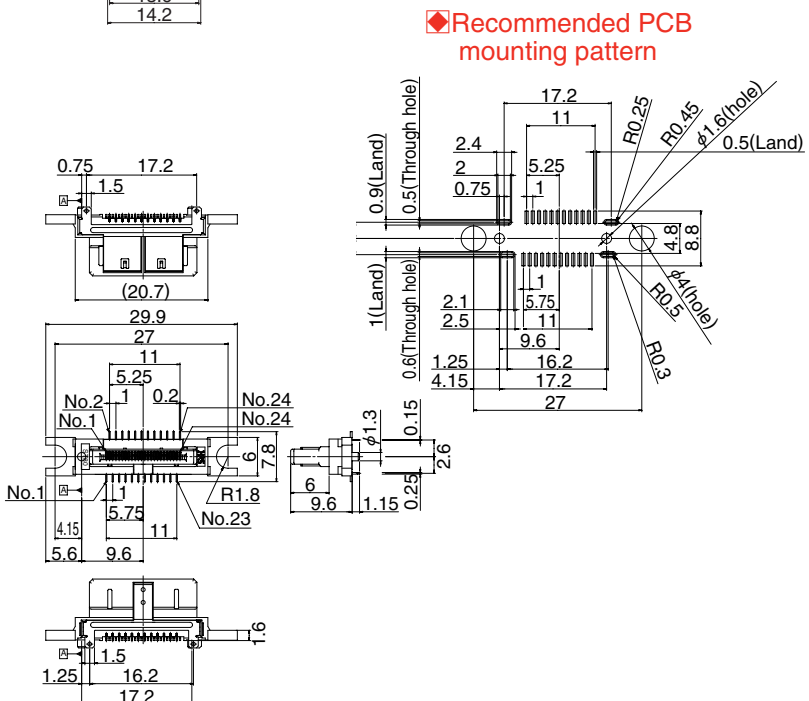 14.2
◆Recommended PCB
mounting pattern
17.2
11
2.4
2
5.25
0.75
1
0.9(Land)
0.5(Through hole)
R0.25
R0.45
φ1.6(hole)
0.5(Land)
4.8
8.8
1(Land)
0.6(Through hole)
1
2.1
5.75
2.5
11
9.6
1.25
16.2
4.15
17.2
27
φ4(hole)
R0.5
R0.3
0.75
17.2
1.5
A
(20.7)
29.9
27
11
5.25
1
0.2
No.2
No.24
No.1
No.24
6
7.8
No.1
A
1
R1.8
5.75
No.23
4.15
11
5.6
9.6
φ1.3
0.15
2.6
6
9.6
1.15
0.25
1.6
A
1.5
1.25
16.2
17.2